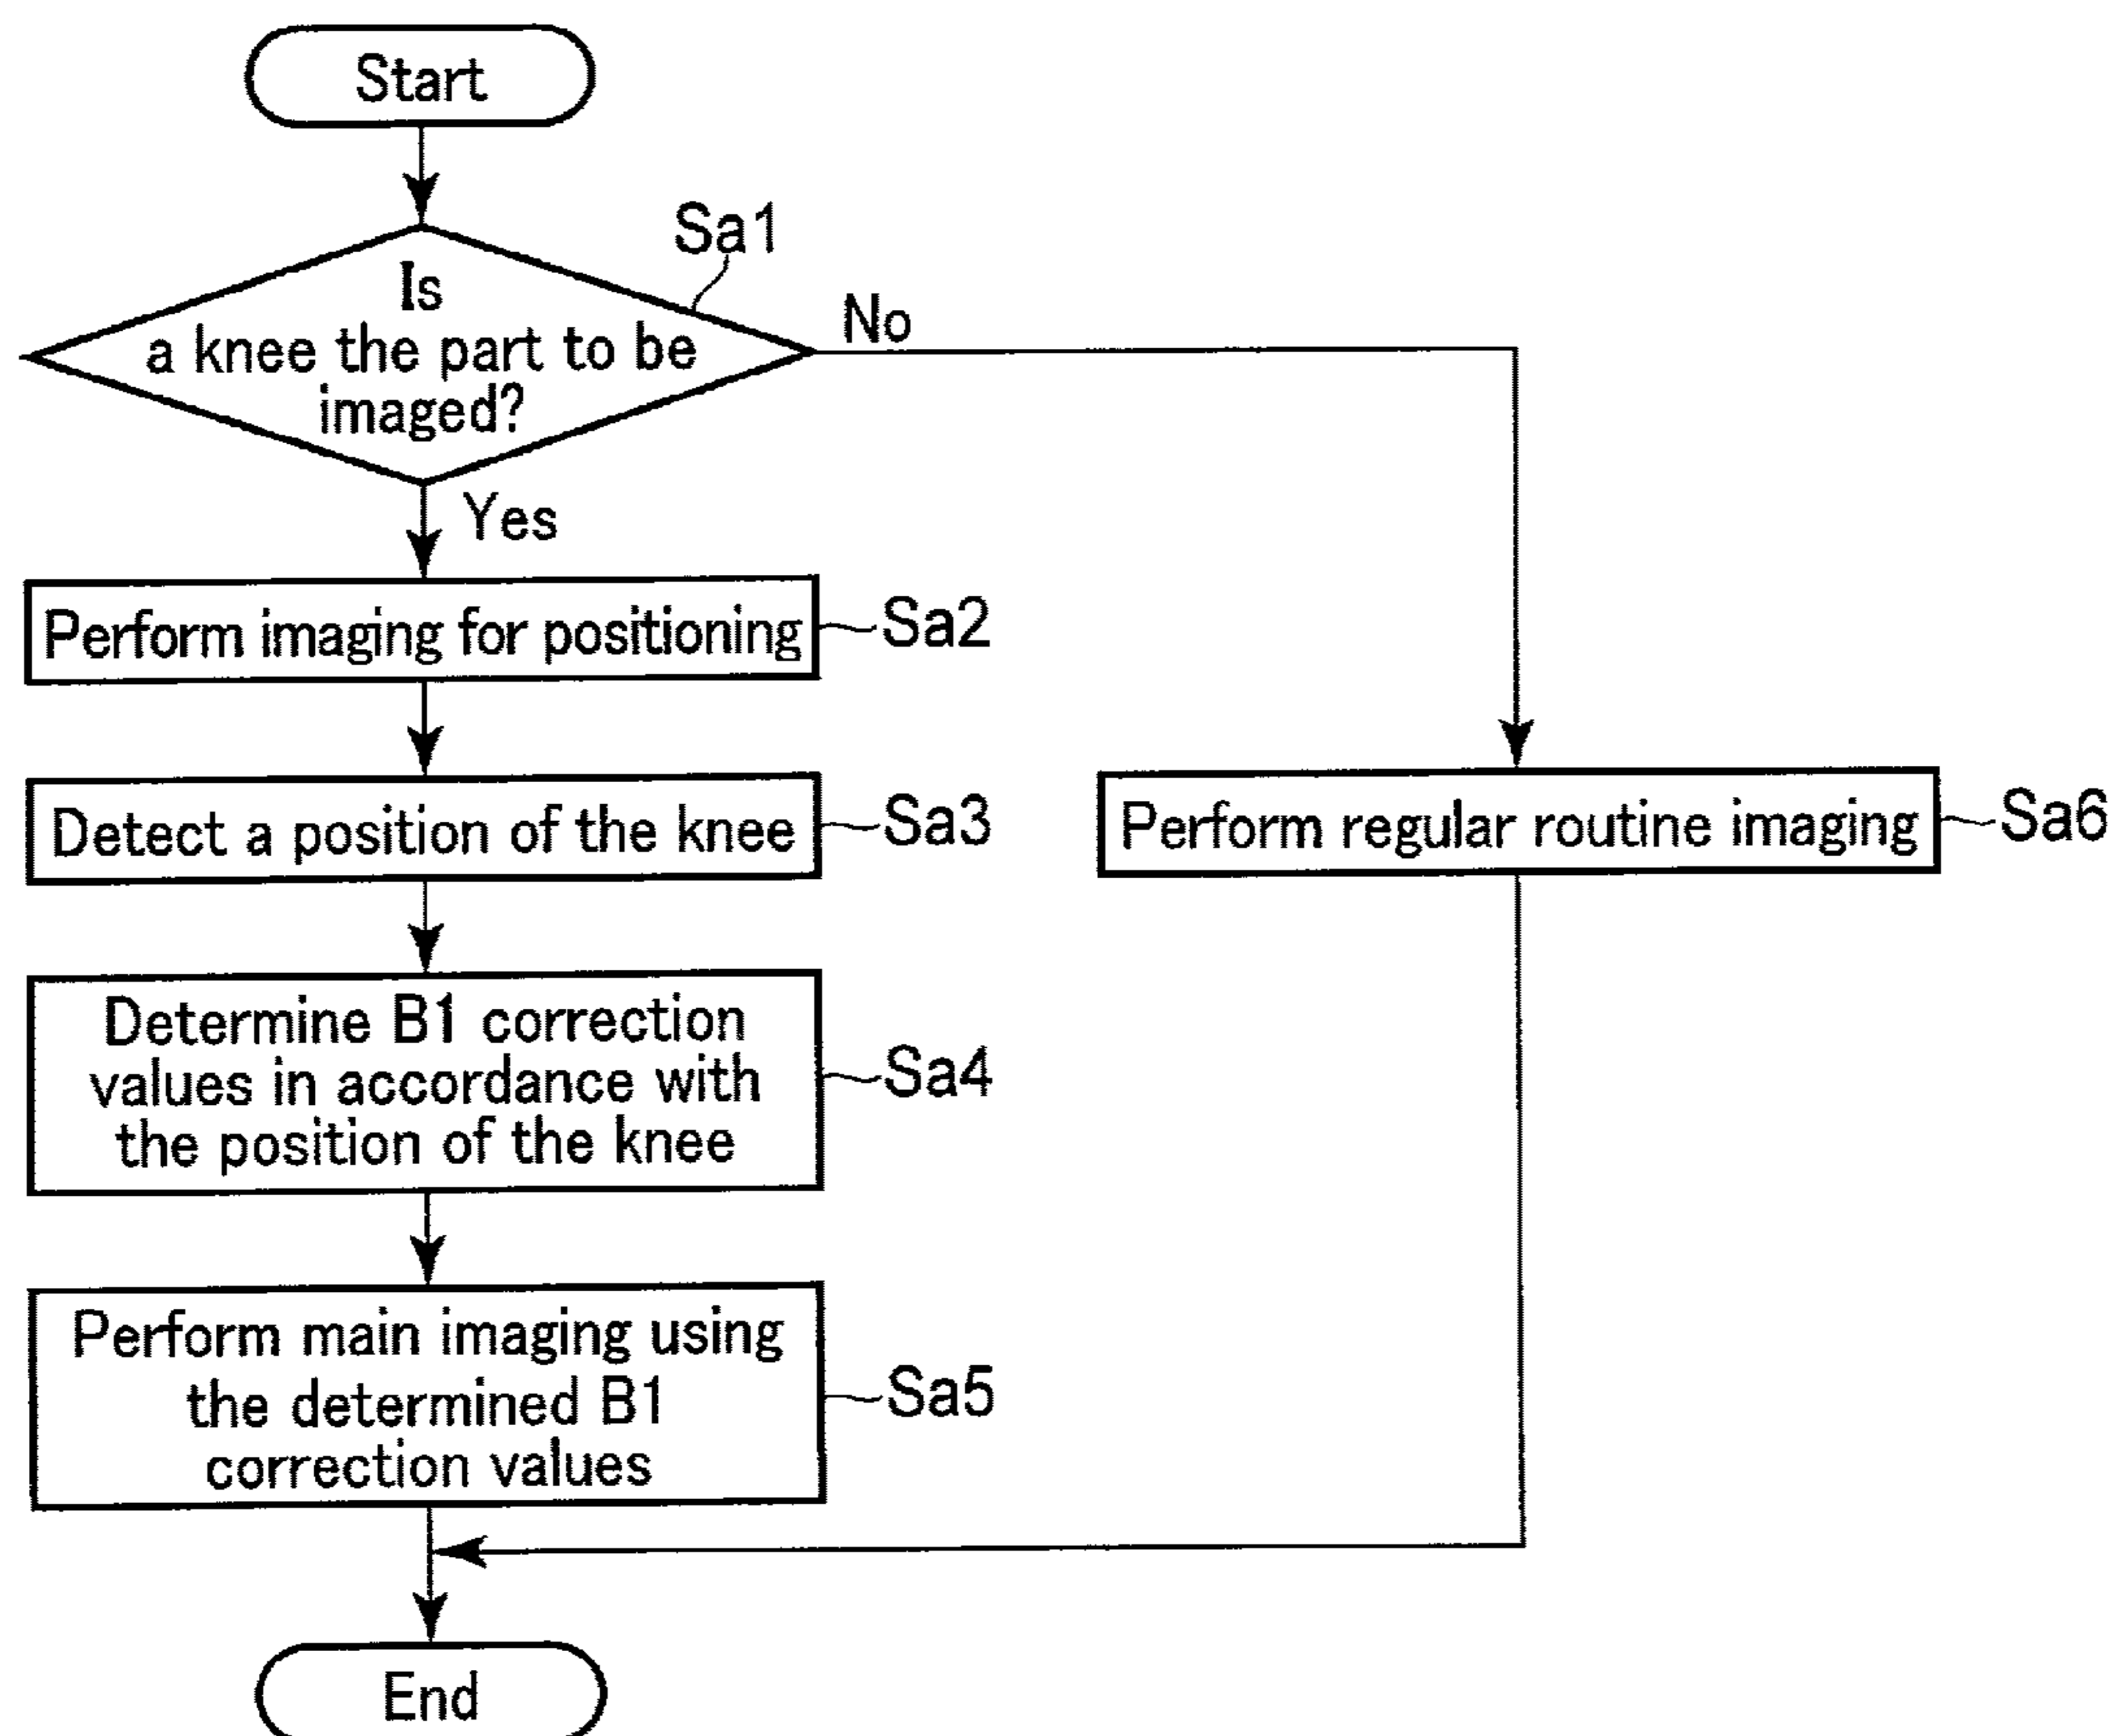 Start
Sa1
Is
a knee the part to be
imaged?
No
Yes
Perform imaging for positioning
Sa2
Detect a position of the knee
Sa3
Perform regular routine imaging
Sa6
Determine B1 correction
values in accordance with
the position of the knee
Sa4
Perform main imaging using
the determined B1
correction values
Sa5
End